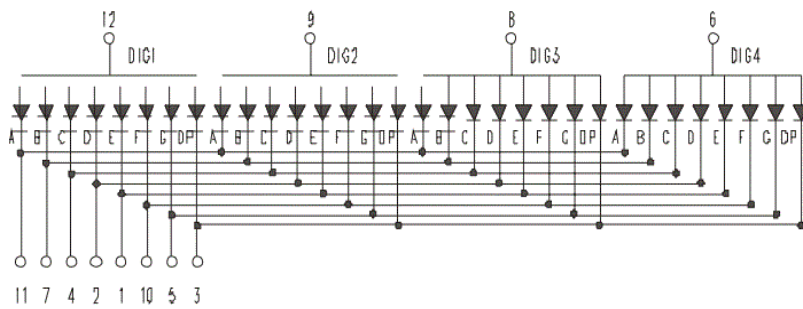 12 9 8 6
DIG1 DIG2 DIG3 DIG4
A B C D E F G DP A B C D E F G DP A B C D E F G DP A B C D E F G DP
11 7 4 2 1 10 5 3